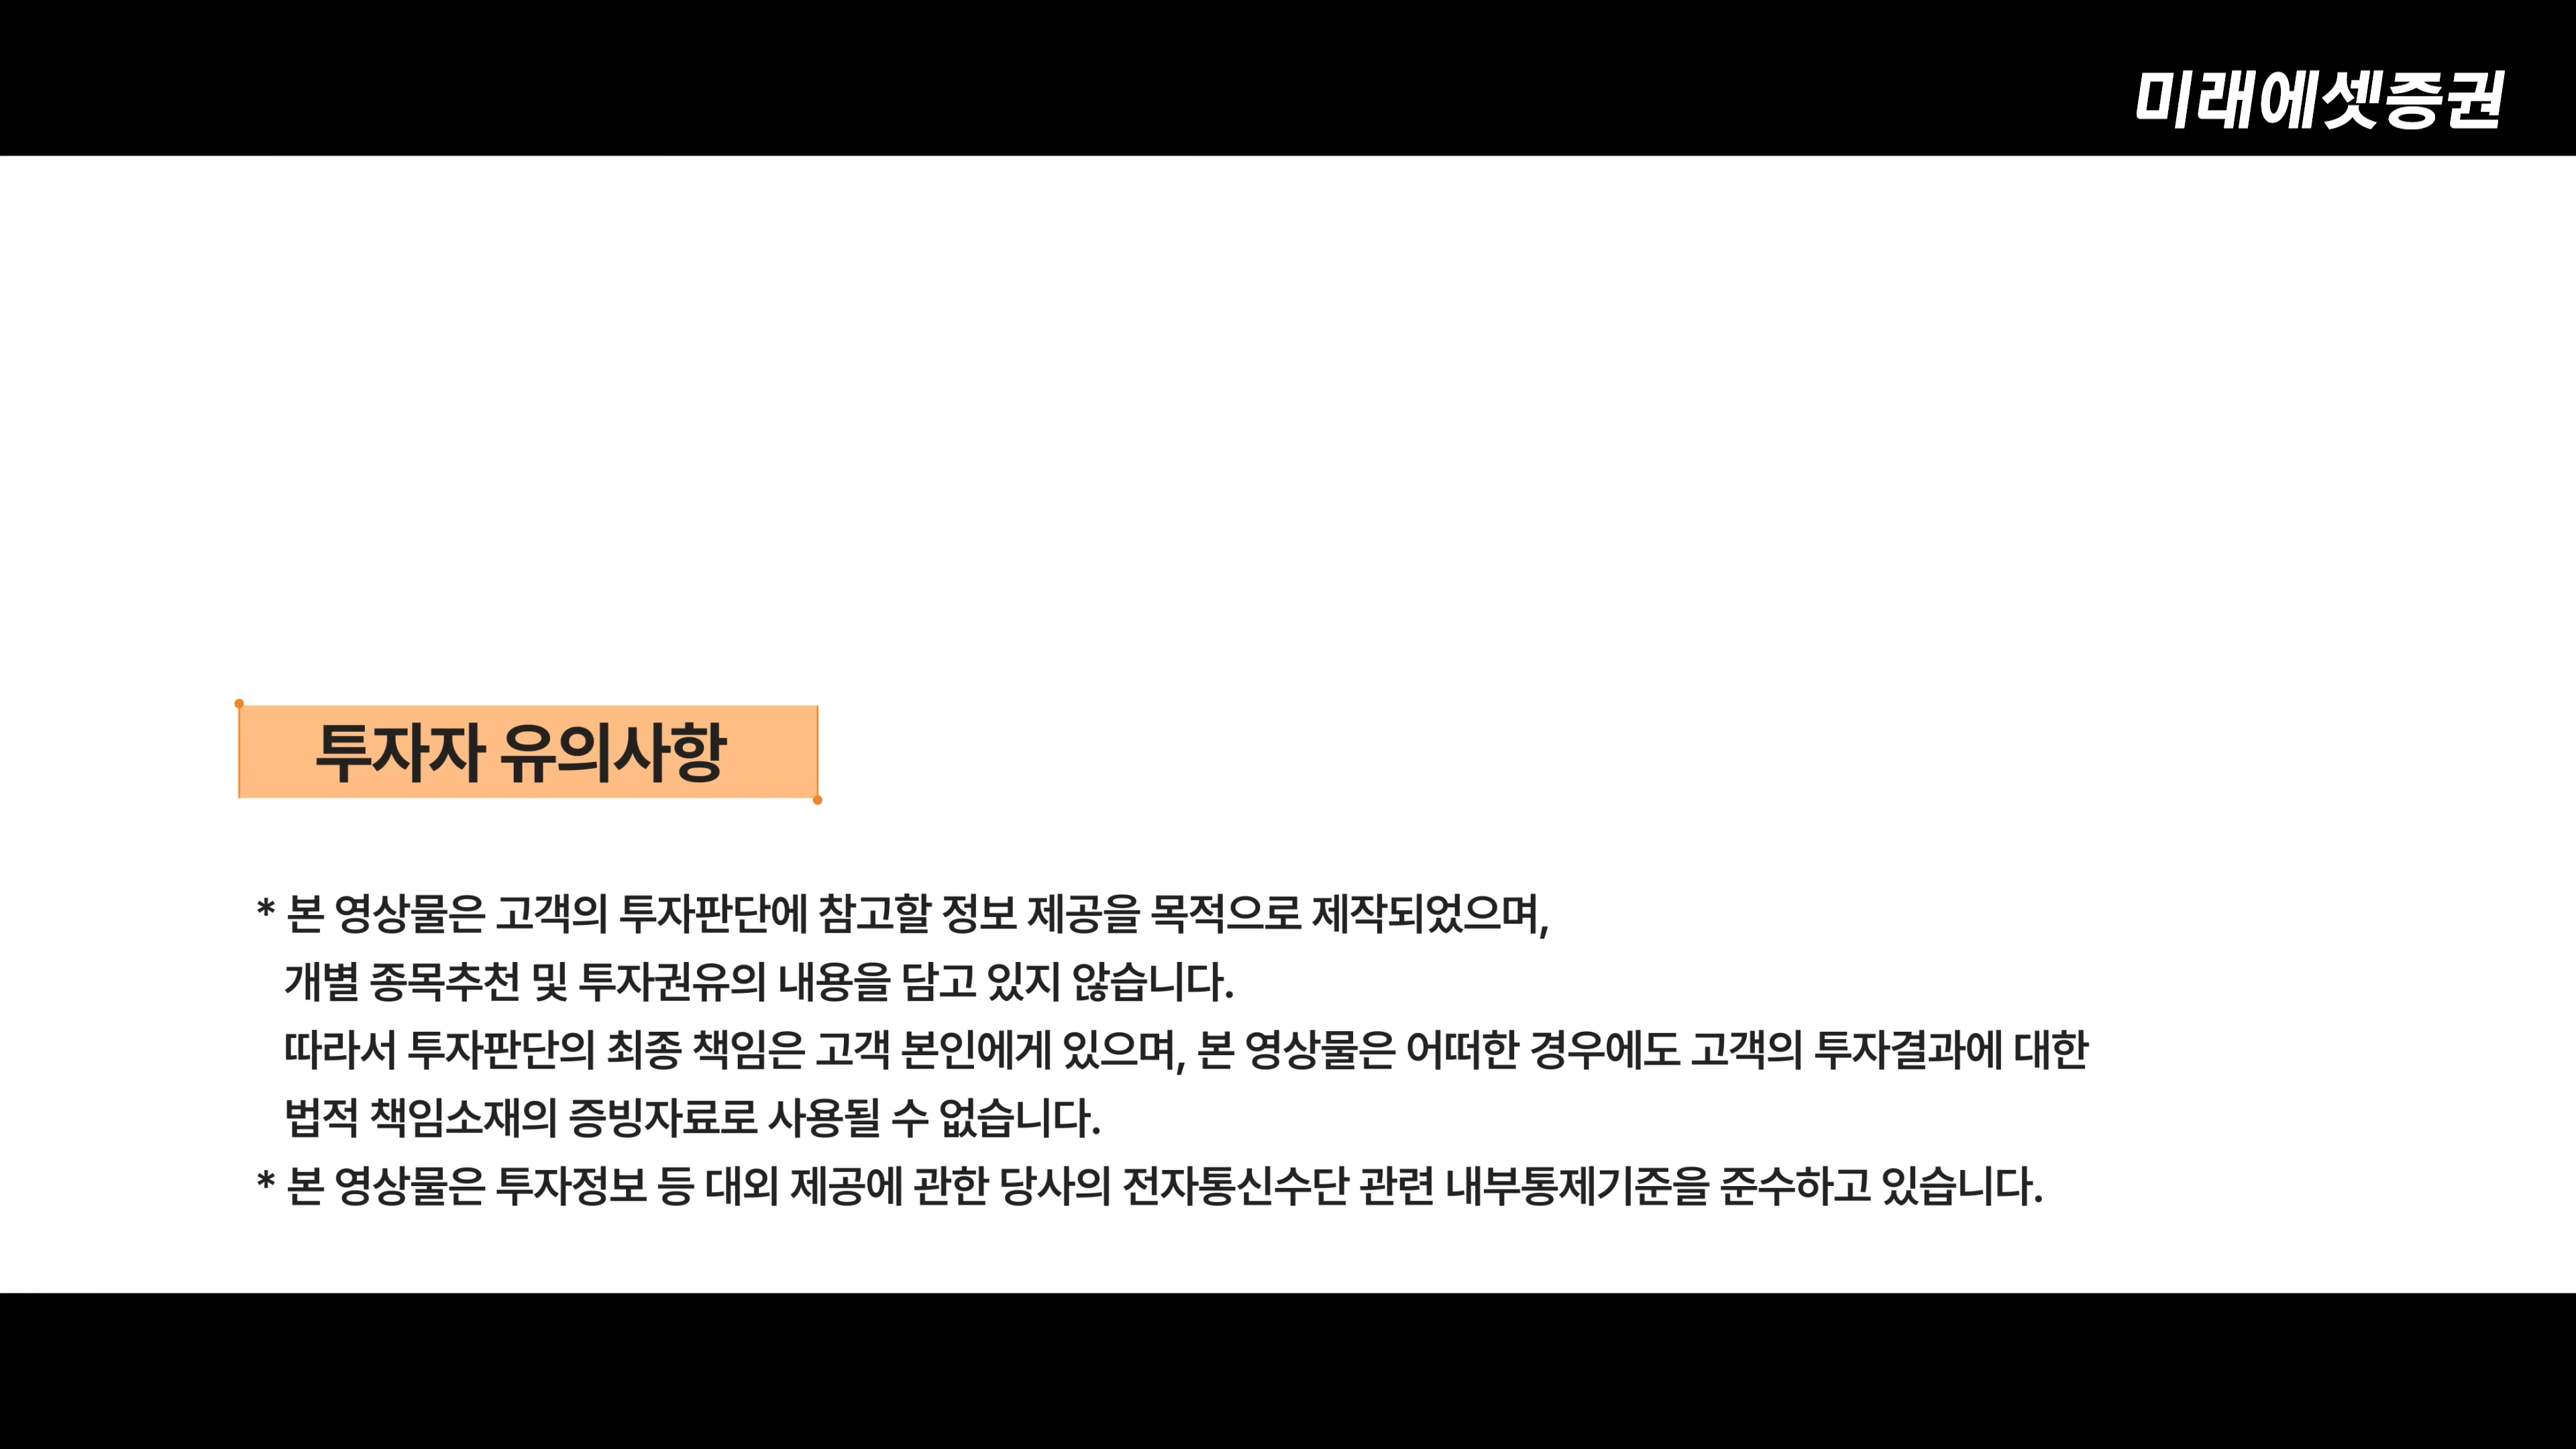 미래에셋증권
투자자 유의사항
* 본 영상물은 고객의 투자판단에 참고할 정보 제공을 목적으로 제작되었으며,
개별 종목추천 및 투자권유의 내용을 담고 있지 않습니다.
따라서 투자판단의 최종 책임은 고객 본인에게 있으며, 본 영상물은 어떠한 경우에도 고객의 투자결과에 대한
법적 책임소재의 증빙자료로 사용될 수 없습니다.
* 본 영상물은 투자정보 등 대외 제공에 관한 당사의 전자통신수단 관련 내부통제기준을 준수하고 있습니다.